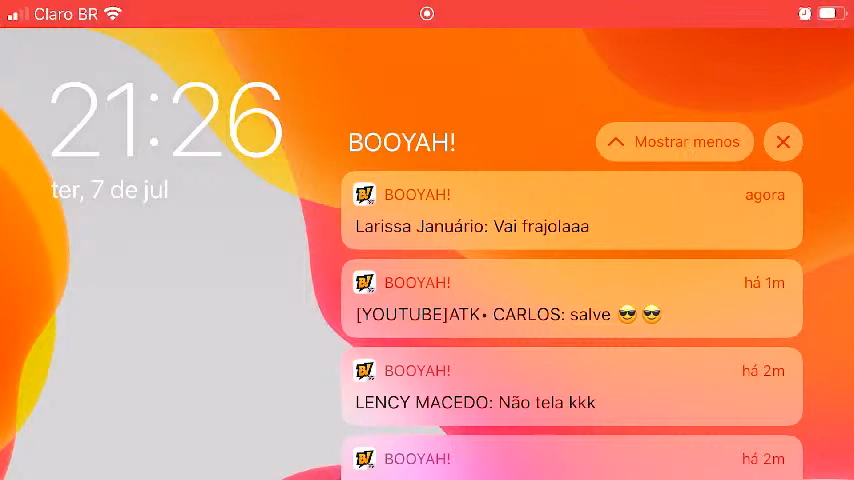 Claro BR
21:26
ter, 7 de jul
BOOYAH!
Mostrar menos
BOOYAH!
agora
Larissa Januário: Vai frajolaaa
BOOYAH!
há 1m
[YOUTUBE]ATK• CARLOS: salve 😎 😎
BOOYAH!
há 2m
LENCY MACEDO: Não tela kkk
BOOYAH!
há 2m